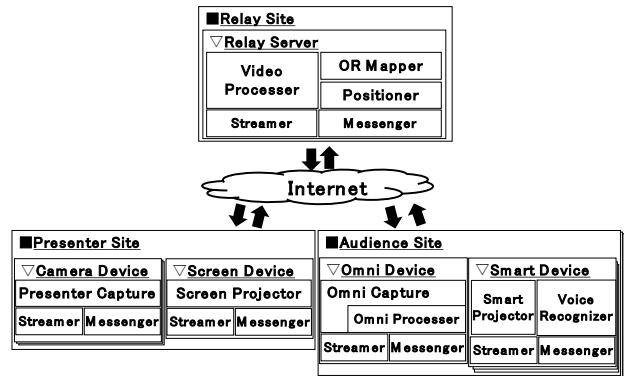 ■Relay Site
▽Relay Server
Video
Processer
OR Mapper
Positioner
Streamer
Messenger
Internet
■Presenter Site
▽Camera Device
Presenter Capture
Streamer
Messenger
▽Screen Device
Screen Projector
Streamer
Messenger
■Audience Site
▽Omni Device
Omni Capture
Omni Processer
Streamer
Messenger
▽Smart Device
Smart
Projector
Voice
Recognizer
Streamer
Messenger